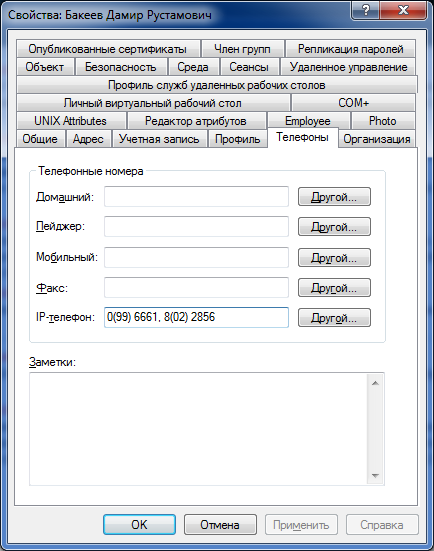 Свойства: Бакеев Дамир Рустамович
Опубликованные сертификаты Член групп Репликация паролей
Объект Безопасность Среда Сеансы Удаленное управление
Профиль служб удаленных рабочих столов
Личный виртуальный рабочий стол COM+
UNIX Attributes Редактор атрибутов Employee Photo
Общие Адрес Учетная запись Профиль Телефоны Организация
Телефонные номера
Домашний: Другой...
Пейджер: Другой...
Мобильный: Другой...
Факс: Другой...
IP-телефон: 0(99) 6661, 8(02) 2856 Другой...
Заметки:
OK Отмена Применить Справка